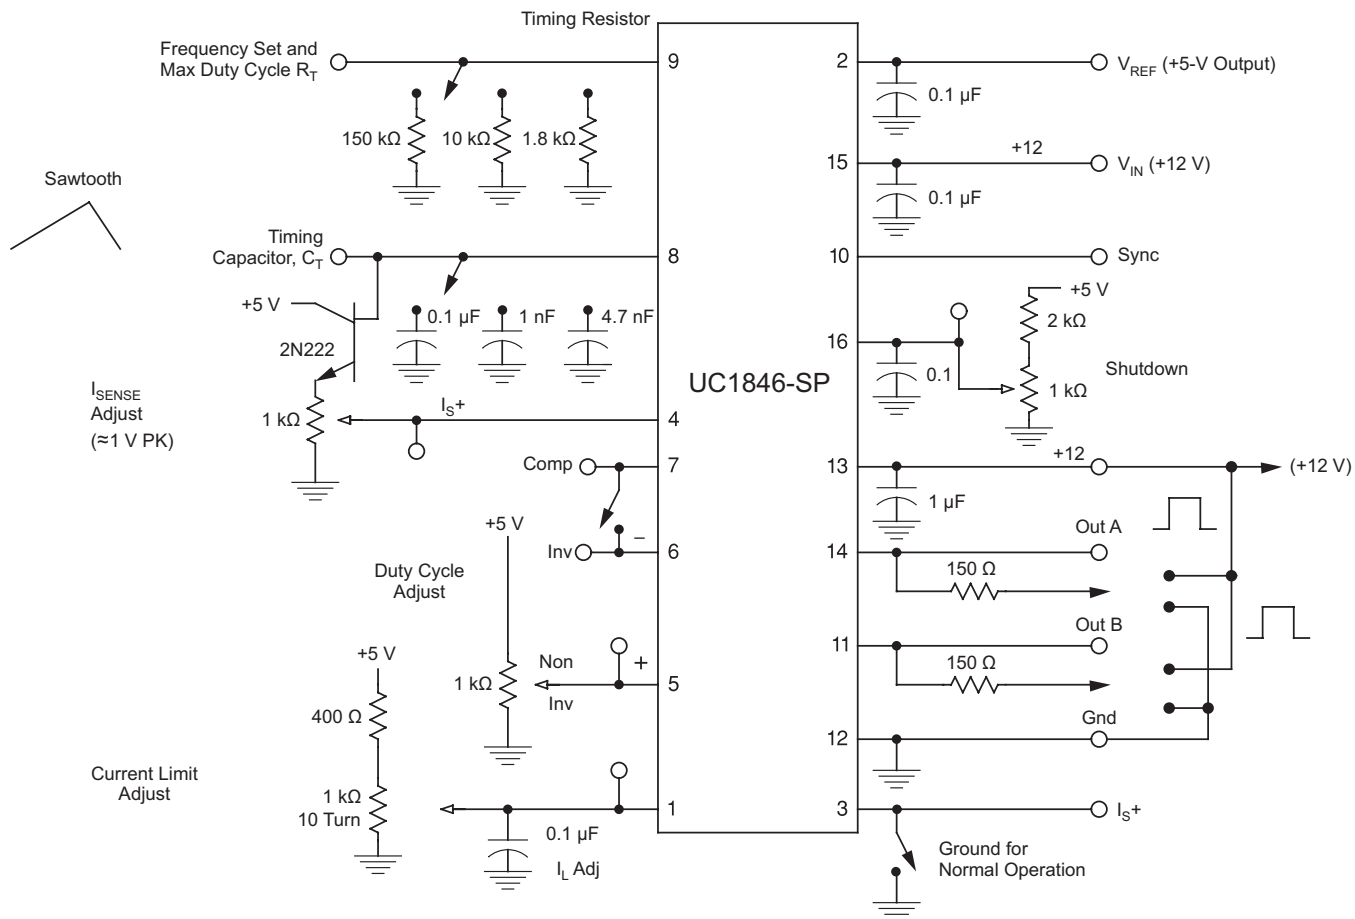 Timing Resistor
Frequency Set and
Max Duty Cycle R_T
9
2
V_REF (+5-V Output)
0.1 µF
150 kΩ
10 kΩ
1.8 kΩ
15
+12
V_IN (+12 V)
0.1 µF
Sawtooth
Timing
Capacitor, C_T
8
10
Sync
+5 V
0.1 µF
1 nF
4.7 nF
2N222
+5 V
2 kΩ
16
0.1
1 kΩ
Shutdown
UC1846-SP
I_SENSE
Adjust
(≈1 V PK)
1 kΩ
I_S+
4
Comp
7
13
+12
(+12 V)
1 µF
+5 V
Inv
–
6
14
Out A
150 Ω
Duty Cycle
Adjust
11
Out B
150 Ω
+5 V
1 kΩ
Non
Inv
+
5
400 Ω
12
Gnd
Current Limit
Adjust
1 kΩ
10 Turn
1
0.1 µF
I_L Adj
3
I_S+
Ground for
Normal Operation